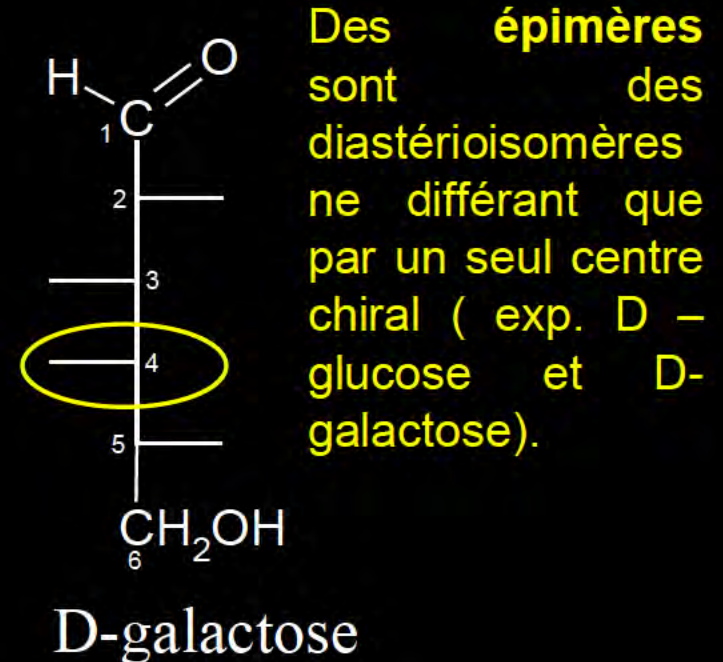 Des épimères
sont des
diastérioisomères
ne différant que
par un seul centre
chiral ( exp. D –
glucose et D-
galactose).
H O
C
1
2
3
4
5
CH2OH
6
D-galactose